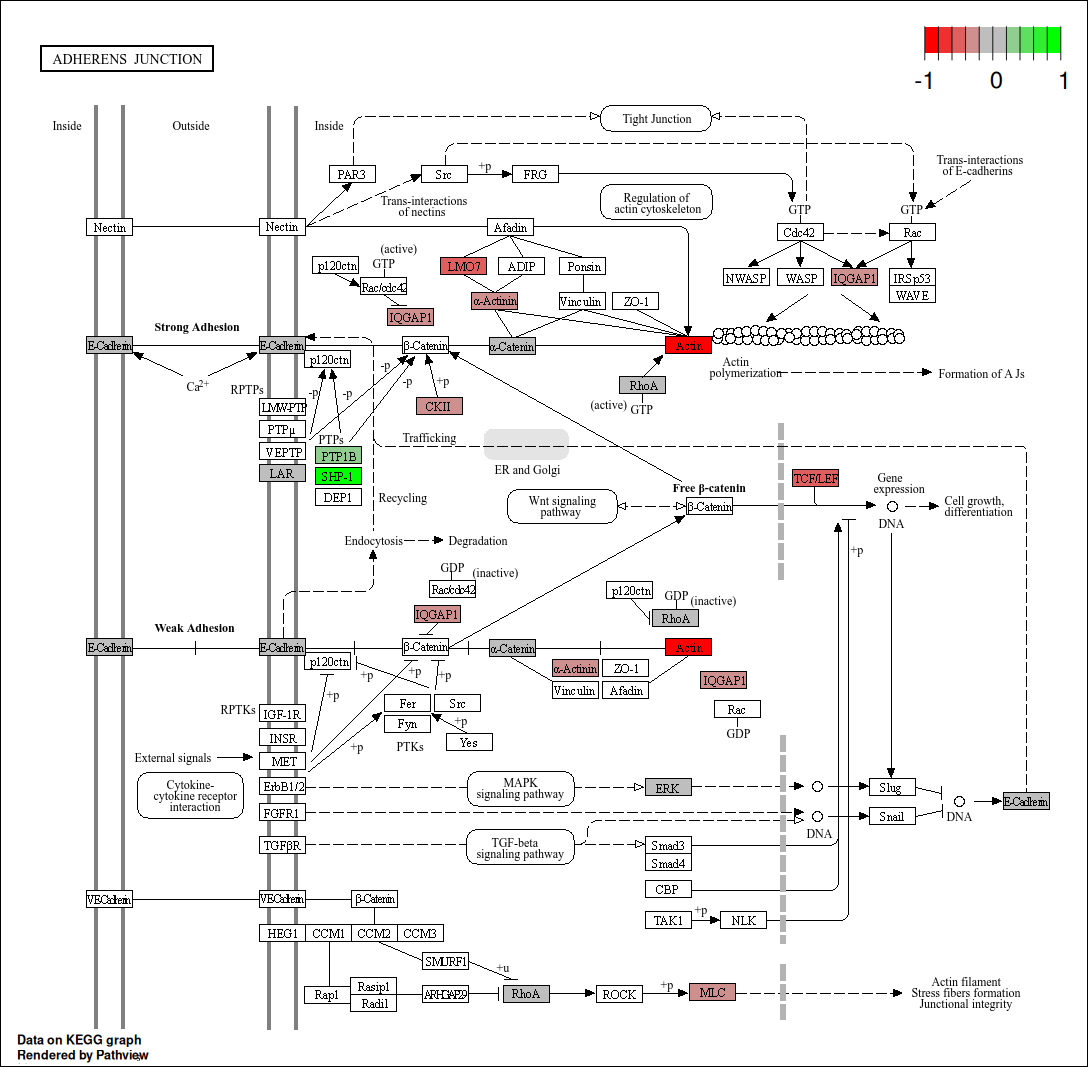 ADHERENS JUNCTION
-1 0 1
Inside
Outside
Inside
Tight Junction
PAR3
Src
+p
FRG
Trans-interactions
of E-cadherins
Trans-interactions
of nectins
Regulation of
actin cytoskeleton
GTP
GTP
Nectin
Nectin
Afadin
Cdc42
Rac
(active)
p120ctn
GTP
Rac/cdc42
LMO7
ADIP
Ponsin
NWASP
WASP
IQGAP1
IRSp53
WAVE
α-Actinin
Vinculin
ZO-1
IQGAP1
Strong Adhesion
E-Cadherin
E-Cadherin
β-Catenin
α-Catenin
Actin
p120ctn
Actin
polymerization
Formation of AJs
Ca2+
RPTPs
-p
-p
-p
-p
+p
RhoA
(active)
GTP
LMW-PTP
CKII
PTPμ
PTPs
VEPTP
PTP1B
LAR
SHP-1
DEP1
Trafficking
ER and Golgi
Recycling
Free β-catenin
β-Catenin
Wnt signaling
pathway
TCF/LEF
Gene
expression
DNA
Cell growth,
differentiation
+p
Endocytosis
Degradation
GDP
(inactive)
Rac/cdc42
IQGAP1
p120ctn
GDP
(inactive)
RhoA
Weak Adhesion
E-Cadherin
E-Cadherin
β-Catenin
α-Catenin
Actin
p120ctn
+p
+p
+p
α-Actinin
ZO-1
Vinculin
Afadin
IQGAP1
Rac
GDP
+p
Fer
Src
Fyn
+p
Yes
PTKs
+p
RPTKs
IGF-1R
INSR
External signals
MET
Cytokine-
cytokine receptor
interaction
ErbB1/2
FGFR1
TGFβR
MAPK
signaling pathway
ERK
TGF-beta
signaling pathway
DNA
Slug
Snail
DNA
E-Cadherin
Smad3
Smad4
CBP
TAK1
+p
NLK
VE-Cadherin
VE-Cadherin
β-Catenin
HEG1
CCM1
CCM2
CCM3
SMURF1
+u
Rap1
Rasip1
Radil
ARHGAP29
RhoA
ROCK
+p
MLC
Actin filament
Stress fibers formation
Junctional integrity
Data on KEGG graph
Rendered by Pathview